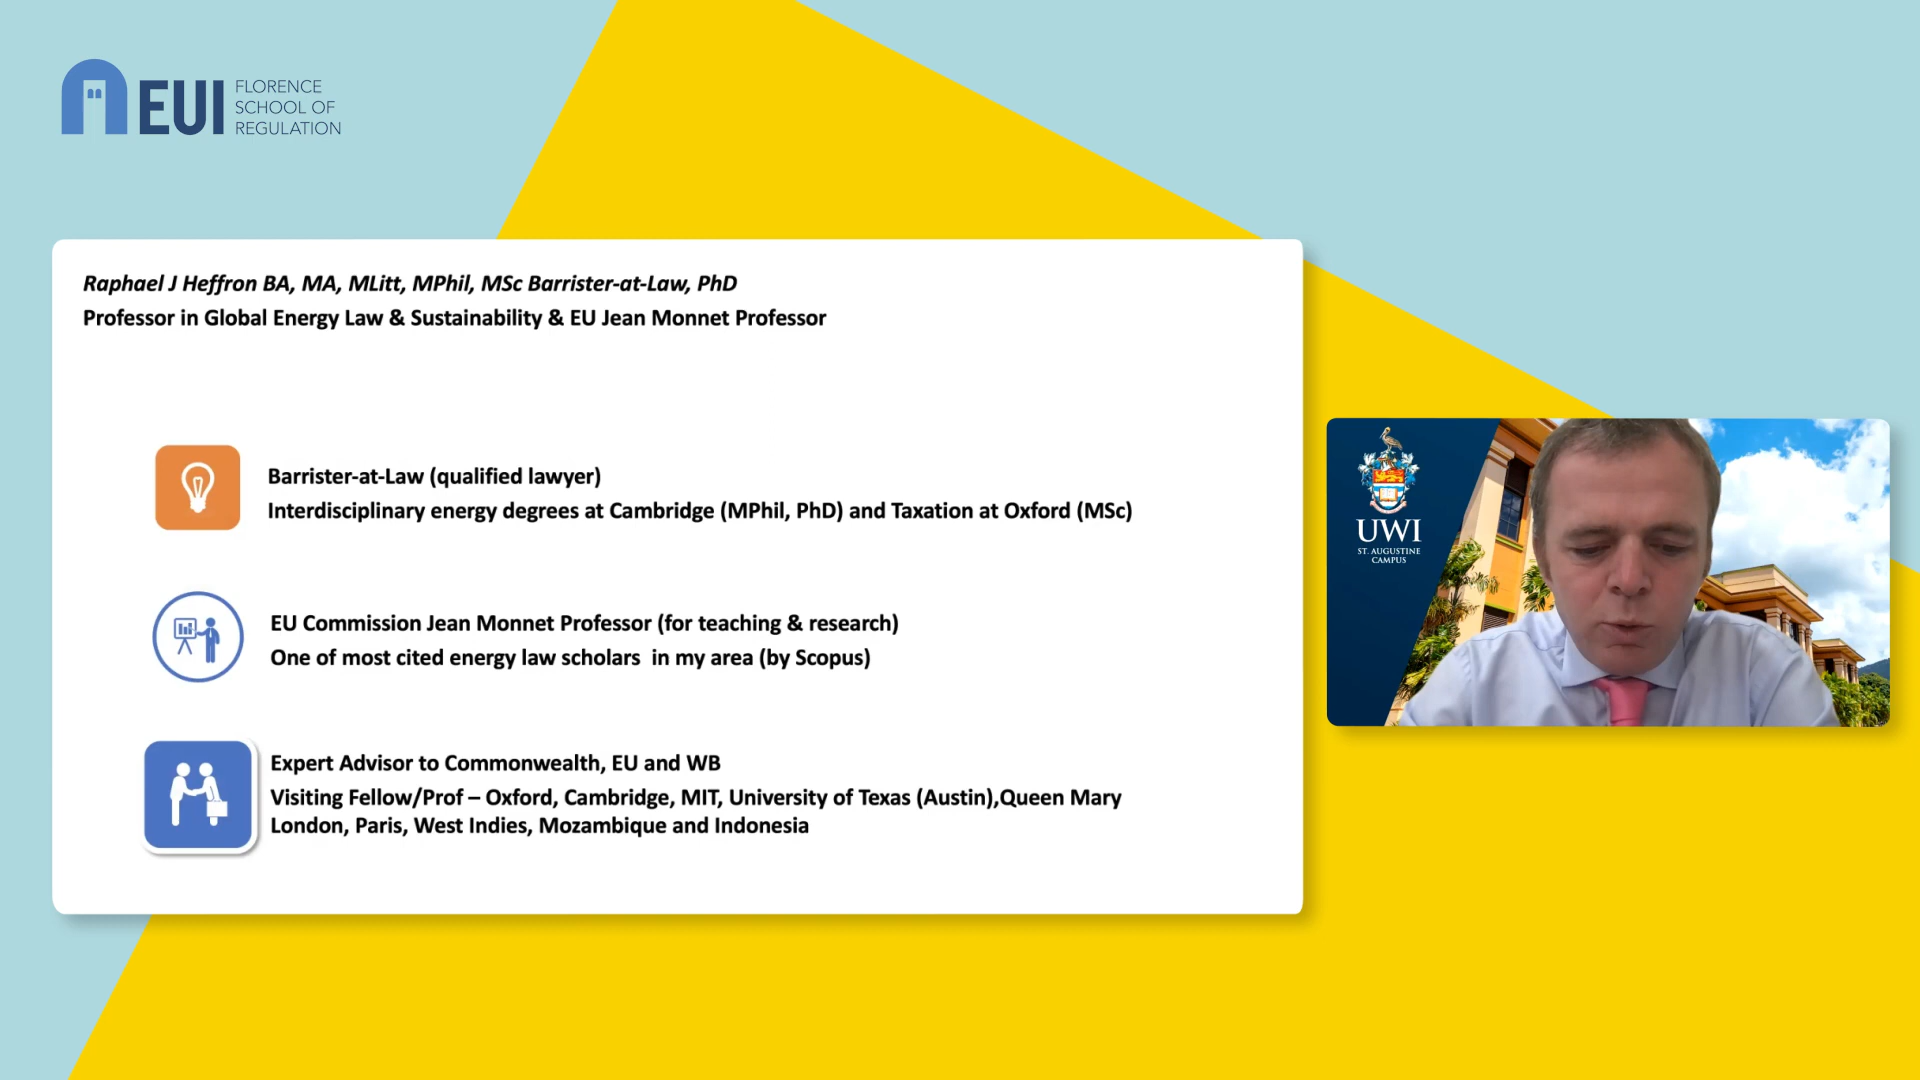 EUI
FLORENCE
SCHOOL OF
REGULATION
Raphael J Heffron BA, MA, MLitt, MPhil, MSc Barrister-at-Law, PhD
Professor in Global Energy Law & Sustainability & EU Jean Monnet Professor
Barrister-at-Law (qualified lawyer)
Interdisciplinary energy degrees at Cambridge (MPhil, PhD) and Taxation at Oxford (MSc)
EU Commission Jean Monnet Professor (for teaching & research)
One of most cited energy law scholars  in my area (by Scopus)
Expert Advisor to Commonwealth, EU and WB
Visiting Fellow/Prof – Oxford, Cambridge, MIT, University of Texas (Austin),Queen Mary
London, Paris, West Indies, Mozambique and Indonesia
UWI
ST. AUGUSTINE
CAMPUS